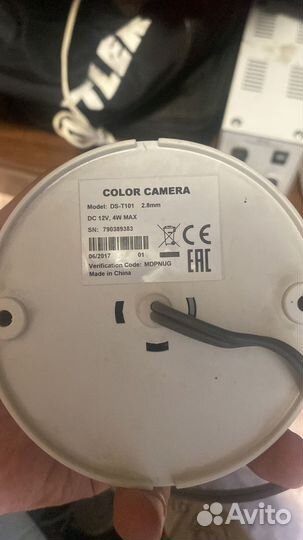 TLER
COLOR CAMERA
Model: DS-T101 2.8mm
DC 12V, 4W MAX
SN: 790389383
06/2017 01
Verification Code: MDPNUG
Made in China
EAC
Avito